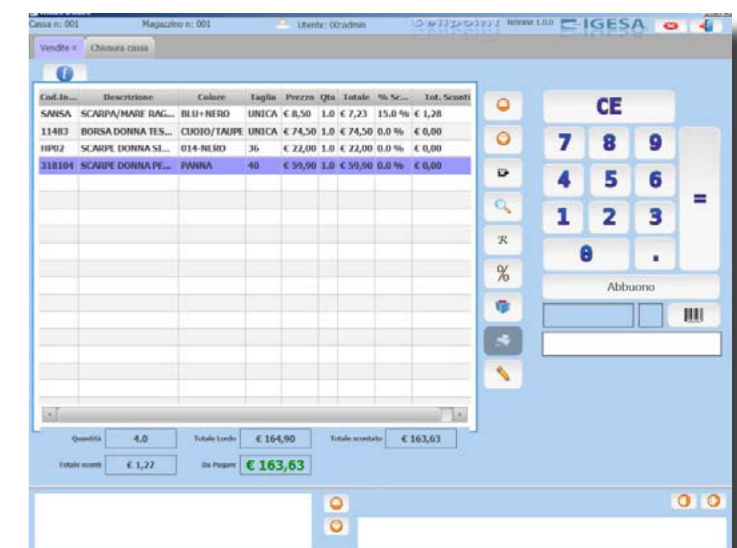 Cassa n: 001 Magazzino n: 001 Utente: 00:admin Release 1.0.0 IGESA
Vendite Chiusura cassa
Cod.In... Descrizione Colore Taglia Prezzo Qta Totale % Sc... Tot. Sconti
SANSA SCARPA/MARE RAG... BLU+NERO UNICA € 8,50 1.0 € 7,23 15.0 % € 1,28
11483 BORSA DONNA TES... CUOIO/TAUPE UNICA € 74,50 1.0 € 74,50 0.0 % € 0,00
HP02 SCARPE DONNA SI... 014-NERO 36 € 22,00 1.0 € 22,00 0.0 % € 0,00
318104 SCARPE DONNA PE... PANNA 40 € 59,90 1.0 € 59,90 0.0 % € 0,00
CE
7 8 9
4 5 6
=
1 2 3
R
0 .
%
Abbuono
Quantità 4.0 Totale Lordo € 164,90 Totale scontato € 163,63
Totale sconti € 1,27 Da Pagare € 163,63